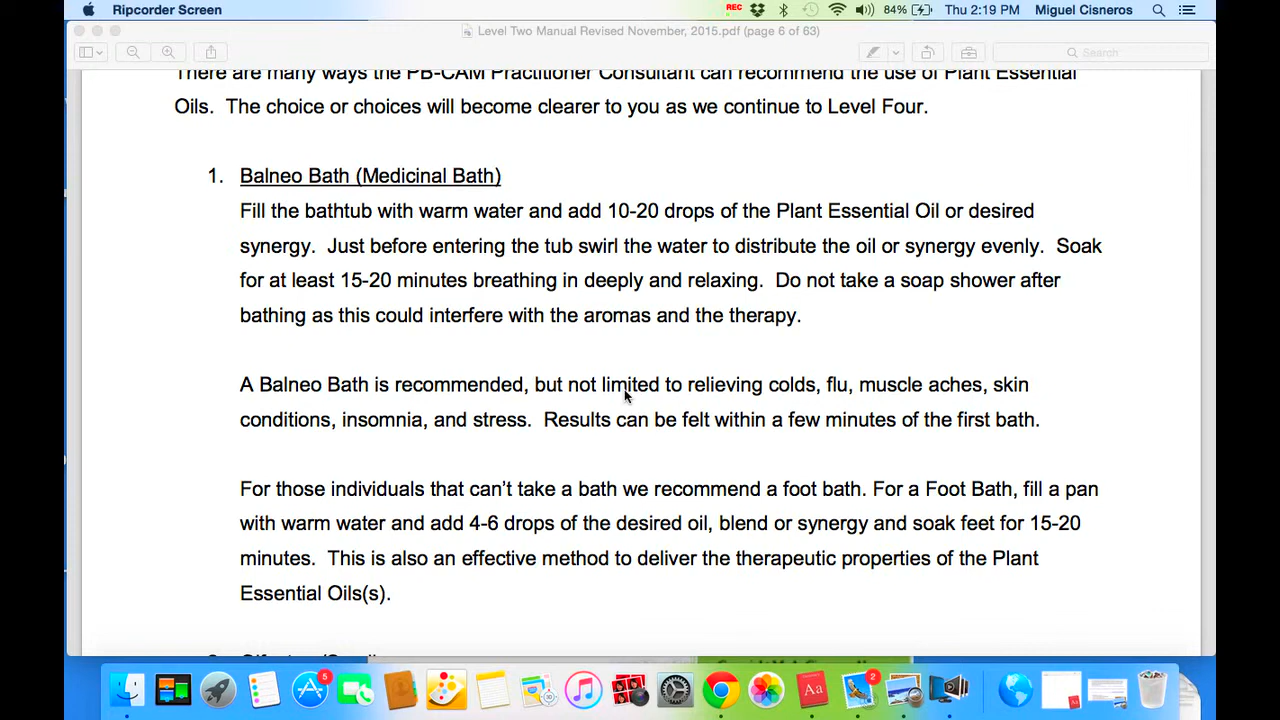 Ripcorder Screen
REC
84%
Thu 2:19 PM
Miguel Cisneros
Level Two Manual Revised November, 2015.pdf (page 6 of 63)
Search
There are many ways the PB-CAM Practitioner Consultant can recommend the use of Plant Essential
Oils. The choice or choices will become clearer to you as we continue to Level Four.
1. Balneo Bath (Medicinal Bath)
Fill the bathtub with warm water and add 10-20 drops of the Plant Essential Oil or desired
synergy. Just before entering the tub swirl the water to distribute the oil or synergy evenly. Soak
for at least 15-20 minutes breathing in deeply and relaxing. Do not take a soap shower after
bathing as this could interfere with the aromas and the therapy.
A Balneo Bath is recommended, but not limited to relieving colds, flu, muscle aches, skin
conditions, insomnia, and stress. Results can be felt within a few minutes of the first bath.
For those individuals that can't take a bath we recommend a foot bath. For a Foot Bath, fill a pan
with warm water and add 4-6 drops of the desired oil, blend or synergy and soak feet for 15-20
minutes. This is also an effective method to deliver the therapeutic properties of the Plant
Essential Oils(s).
5
Aa
2